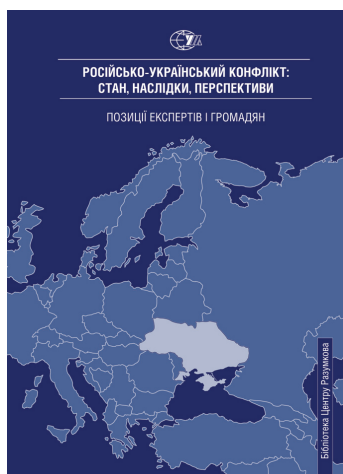 РОСІЙСЬКО-УКРАЇНСЬКИЙ КОНФЛІКТ:
СТАН, НАСЛІДКИ, ПЕРСПЕКТИВИ
ПОЗИЦІЇ ЕКСПЕРТІВ І ГРОМАДЯН
Бібліотека Центру Разумкова